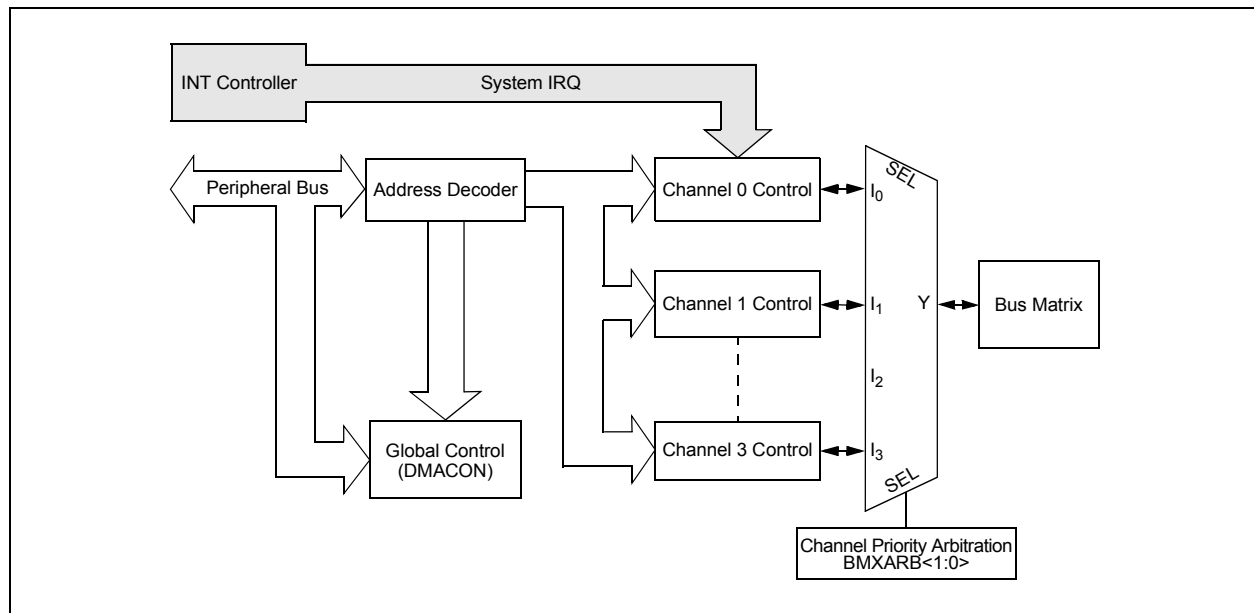 INT Controller
System IRQ
Peripheral Bus
Address Decoder
Channel 0 Control
SEL
I0
Channel 1 Control
I1
Y
Bus Matrix
I2
Global Control
(DMACON)
Channel 3 Control
I3
SEL
Channel Priority Arbitration
BMXARB<1:0>